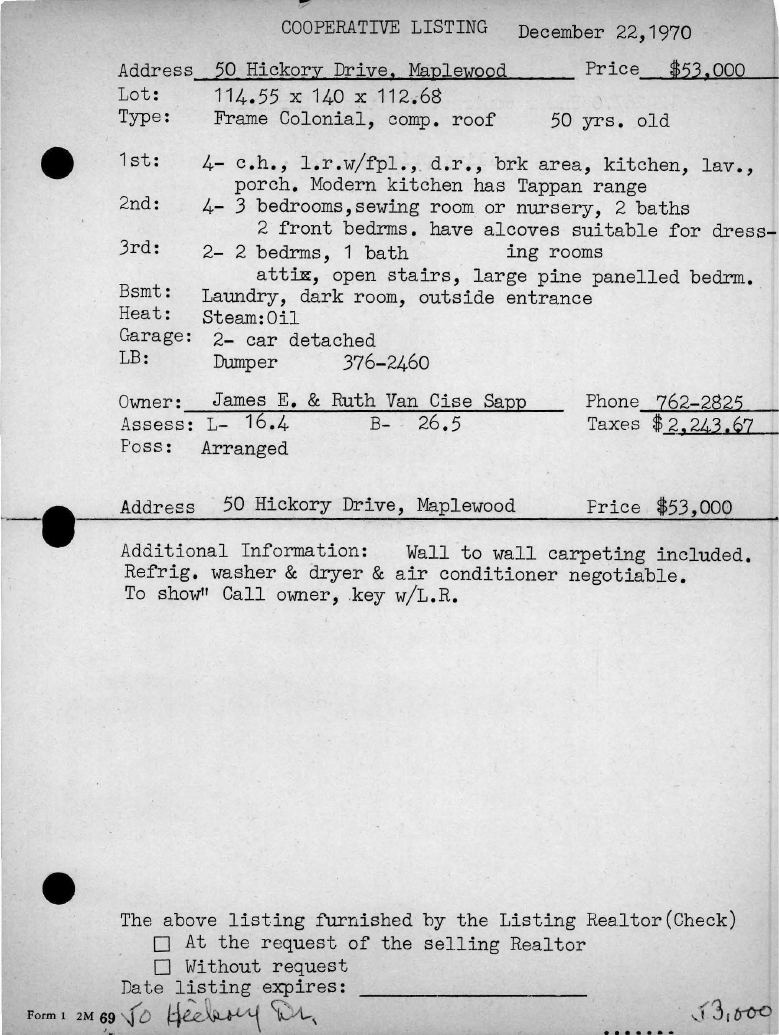 COOPERATIVE LISTING December 22,1970
Address 50 Hickory Drive, Maplewood Price $53,000
Lot: 114.55 x 140 x 112.68
Type: Frame Colonial, comp. roof 50 yrs. old
1st: 4- c.h., l.r.w/fpl., d.r., brk area, kitchen, lav.,
porch. Modern kitchen has Tappan range
2nd: 4- 3 bedrooms,sewing room or nursery, 2 baths
2 front bedrms. have alcoves suitable for dress-
3rd: 2- 2 bedrms, 1 bath ing rooms
attix, open stairs, large pine panelled bedrm.
Bsmt: Laundry, dark room, outside entrance
Heat: Steam:Oil
Garage: 2- car detached
LB: Dumper 376-2460
Owner: James E. & Ruth Van Cise Sapp Phone 762-2825
Assess: L- 16.4 B- 26.5 Taxes $2,243.67
Poss: Arranged
Address 50 Hickory Drive, Maplewood Price $53,000
Additional Information: Wall to wall carpeting included.
Refrig. washer & dryer & air conditioner negotiable.
To show" Call owner, key w/L.R.
The above listing furnished by the Listing Realtor(Check)
☐ At the request of the selling Realtor
☐ Without request
Date listing expires:
Form 1 2M 69 50 Hickory Dr, 53,000